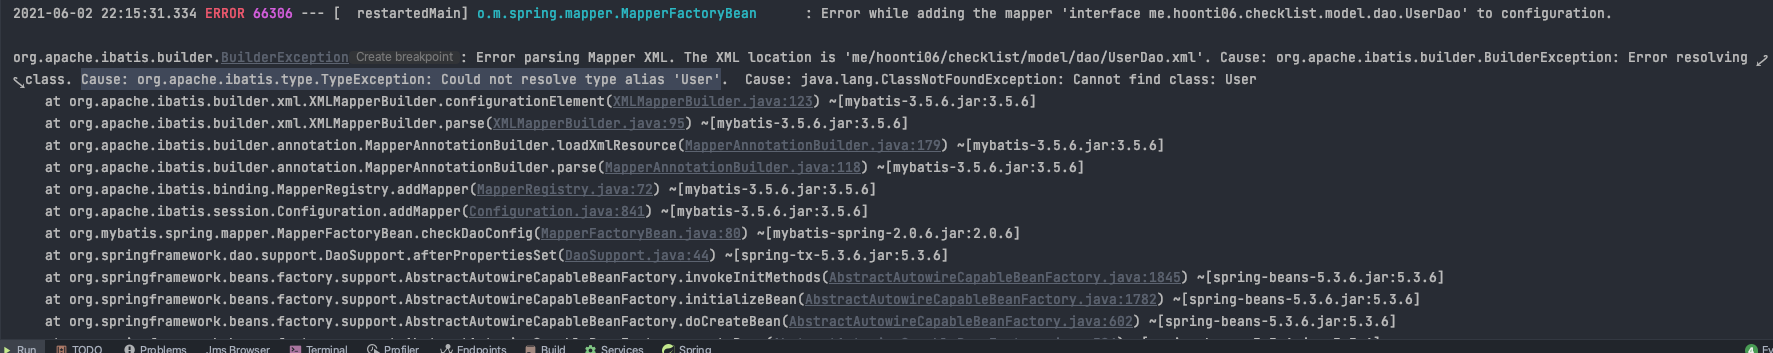 2021-06-02 22:15:31.334 ERROR 66306 --- [  restartedMain] o.m.spring.mapper.MapperFactoryBean      : Error while adding the mapper 'interface me.hoonti06.checklist.model.dao.UserDao' to configuration.
org.apache.ibatis.builder.BuilderException Create breakpoint : Error parsing Mapper XML. The XML location is 'me/hoonti06/checklist/model/dao/UserDao.xml'. Cause: org.apache.ibatis.builder.BuilderException: Error resolving
class. Cause: org.apache.ibatis.type.TypeException: Could not resolve type alias 'User'.  Cause: java.lang.ClassNotFoundException: Cannot find class: User
at org.apache.ibatis.builder.xml.XMLMapperBuilder.configurationElement(XMLMapperBuilder.java:123) ~[mybatis-3.5.6.jar:3.5.6]
at org.apache.ibatis.builder.xml.XMLMapperBuilder.parse(XMLMapperBuilder.java:95) ~[mybatis-3.5.6.jar:3.5.6]
at org.apache.ibatis.builder.annotation.MapperAnnotationBuilder.loadXmlResource(MapperAnnotationBuilder.java:179) ~[mybatis-3.5.6.jar:3.5.6]
at org.apache.ibatis.builder.annotation.MapperAnnotationBuilder.parse(MapperAnnotationBuilder.java:118) ~[mybatis-3.5.6.jar:3.5.6]
at org.apache.ibatis.binding.MapperRegistry.addMapper(MapperRegistry.java:72) ~[mybatis-3.5.6.jar:3.5.6]
at org.apache.ibatis.session.Configuration.addMapper(Configuration.java:841) ~[mybatis-3.5.6.jar:3.5.6]
at org.mybatis.spring.mapper.MapperFactoryBean.checkDaoConfig(MapperFactoryBean.java:80) ~[mybatis-spring-2.0.6.jar:2.0.6]
at org.springframework.dao.support.DaoSupport.afterPropertiesSet(DaoSupport.java:44) ~[spring-tx-5.3.6.jar:5.3.6]
at org.springframework.beans.factory.support.AbstractAutowireCapableBeanFactory.invokeInitMethods(AbstractAutowireCapableBeanFactory.java:1845) ~[spring-beans-5.3.6.jar:5.3.6]
at org.springframework.beans.factory.support.AbstractAutowireCapableBeanFactory.initializeBean(AbstractAutowireCapableBeanFactory.java:1782) ~[spring-beans-5.3.6.jar:5.3.6]
at org.springframework.beans.factory.support.AbstractAutowireCapableBeanFactory.doCreateBean(AbstractAutowireCapableBeanFactory.java:602) ~[spring-beans-5.3.6.jar:5.3.6]
Run TODO Problems Jms Browser Terminal Profiler Endpoints Build Services Spring